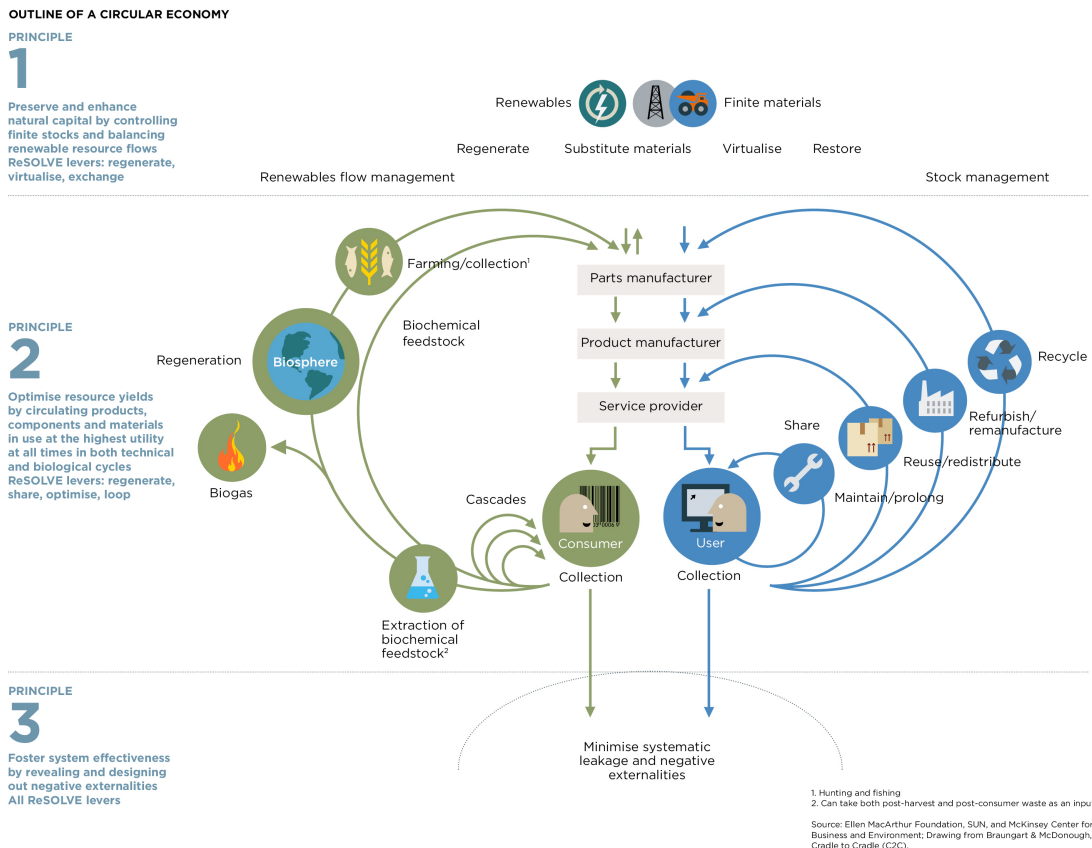 OUTLINE OF A CIRCULAR ECONOMY
PRINCIPLE
1
Preserve and enhance
natural capital by controlling
finite stocks and balancing
renewable resource flows
ReSOLVE levers: regenerate,
virtualise, exchange
Renewables
Finite materials
Regenerate
Substitute materials
Virtualise
Restore
Renewables flow management
Stock management
PRINCIPLE
2
Optimise resource yields
by circulating products,
components and materials
in use at the highest utility
at all times in both technical
and biological cycles
ReSOLVE levers: regenerate,
share, optimise, loop
Farming/collection¹
Biochemical
feedstock
Regeneration
Biosphere
Biogas
Cascades
Extraction of
biochemical
feedstock²
Parts manufacturer
Product manufacturer
Service provider
Consumer
Collection
User
Collection
Share
Maintain/prolong
Reuse/redistribute
Refurbish/
remanufacture
Recycle
PRINCIPLE
3
Foster system effectiveness
by revealing and designing
out negative externalities
All ReSOLVE levers
Minimise systematic
leakage and negative
externalities
1. Hunting and fishing
2. Can take both post-harvest and post-consumer waste as an inpu
Source: Ellen MacArthur Foundation, SUN, and McKinsey Center for
Business and Environment; Drawing from Braungart & McDonough,
Cradle to Cradle (C2C).